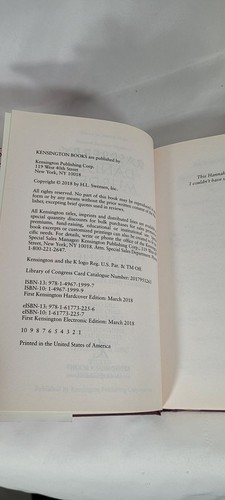 KENSINGTON BOOKS are published by
Kensington Publishing Corp.
119 West 40th Street
New York, NY 10018
Copyright © 2018 by H.L. Swensen, Inc.
All rights reserved. No part of this book may be reproduced
form or by any means without the prior written consent of
lisher, except brief quotes used in reviews.
All Kensington titles, imprints and distributed lines are
special quantity discounts for bulk purchases for sale
premiums, fund-raising, educational or institutional
book excerpts or customized printings can also be
cific needs. For details, write or phone the office of the
Special Sales Manager: Kensington Publishing Corp.,
Street, New York, NY 10018. Attn. Special Sales Department.
1-800-221-2647.
Kensington and the K logo Reg. U.S. Pat. & TM Off.
Library of Congress Card Catalogue Number:
ISBN-13: 978-1-4967-1999-7
ISBN-10: 1-4967-1999-9
First Kensington Hardcover Edition: March 2018
eISBN-13: 978-1-61773-225-6
eISBN-10: 1-61773-225-7
First Kensington Electronic Edition: March 2018
10 9 8 7 6 5 4 3 2 1
Printed in the United States of America
This Hannah
I couldn't have